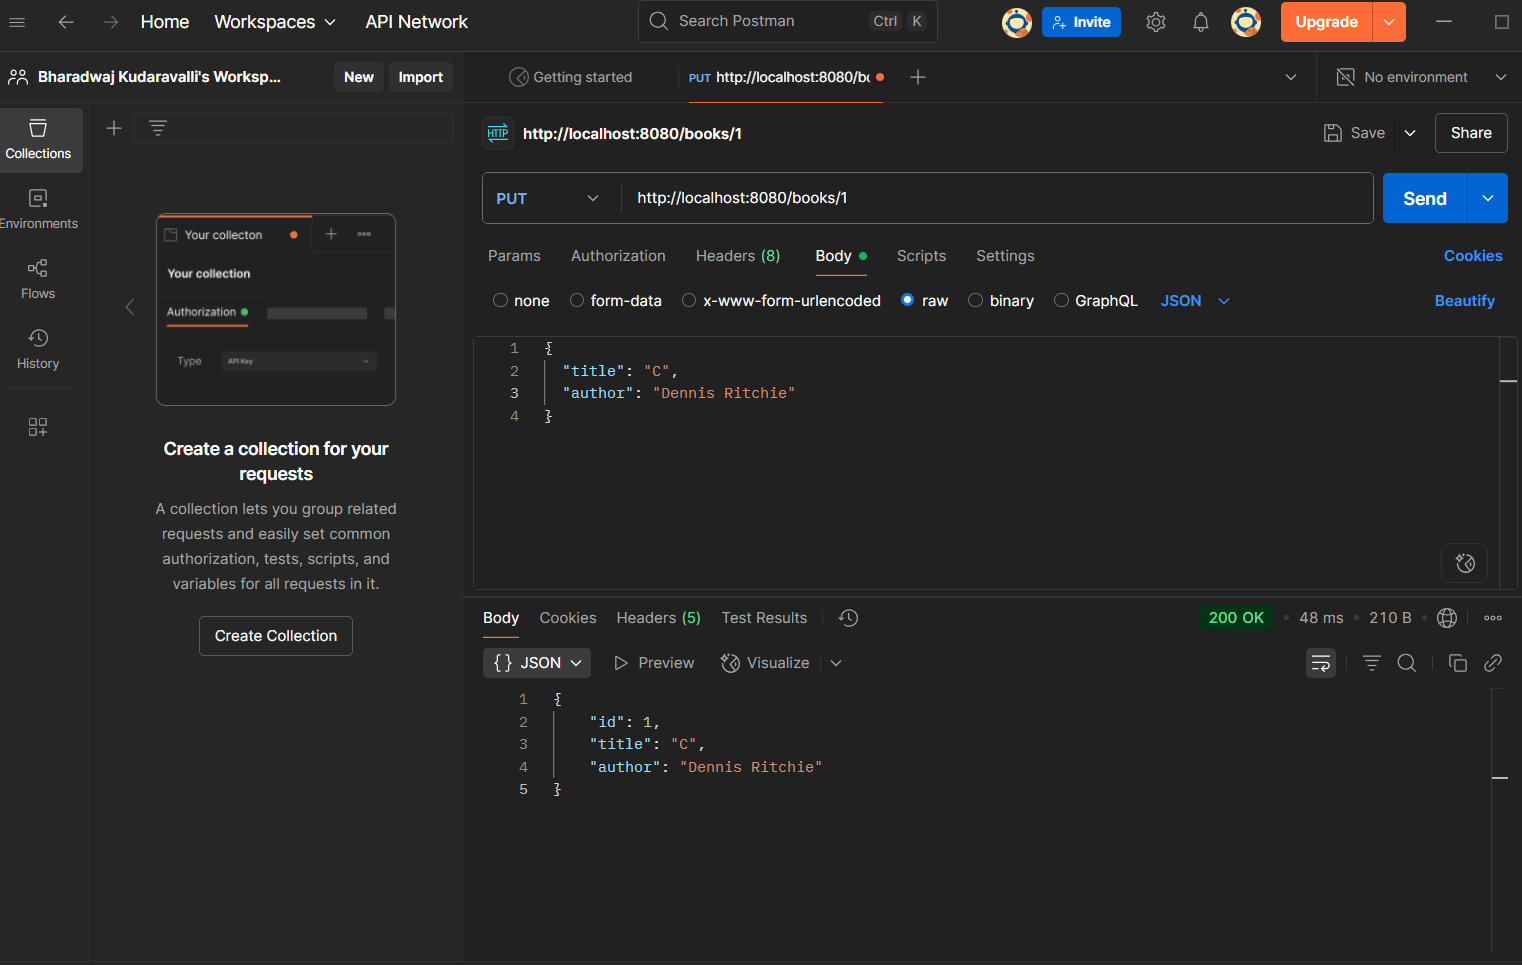 Home Workspaces API Network Search Postman Ctrl K Invite Upgrade
Bharadwaj Kudaravalli's Worksp... New Import Getting started PUT http://localhost:8080/bo No environment
Collections
Environments
Flows
History
Your collecton
Your collection
Authorization
Type API Key
Create a collection for your
requests
A collection lets you group related
requests and easily set common
authorization, tests, scripts, and
variables for all requests in it.
Create Collection
HTTP http://localhost:8080/books/1 Save Share
PUT http://localhost:8080/books/1 Send
Params Authorization Headers (8) Body Scripts Settings Cookies
none form-data x-www-form-urlencoded raw binary GraphQL JSON Beautify
1 {
2 "title": "C",
3 "author": "Dennis Ritchie"
4 }
Body Cookies Headers (5) Test Results 200 OK • 48 ms • 210 B •
{} JSON Preview Visualize
1 {
2 "id": 1,
3 "title": "C",
4 "author": "Dennis Ritchie"
5 }